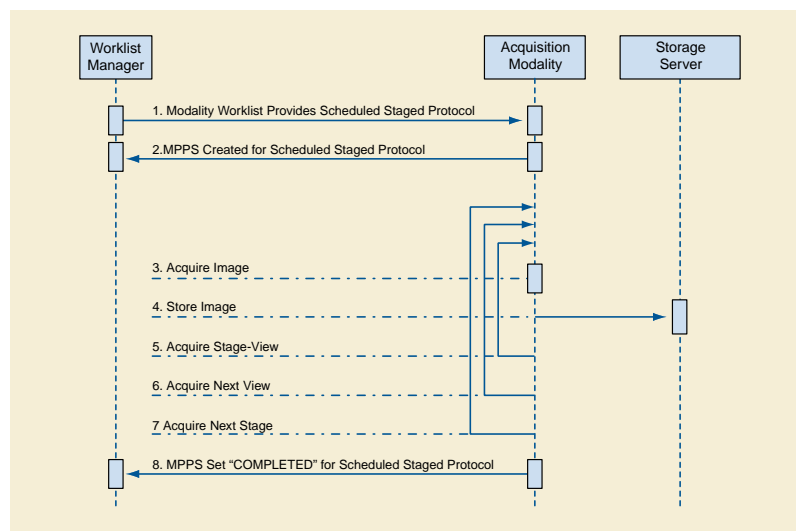 Worklist
Manager
Acquisition
Modality
Storage
Server
1. Modality Worklist Provides Scheduled Staged Protocol
2.MPPS Created for Scheduled Staged Protocol
3. Acquire Image
4. Store Image
5. Acquire Stage-View
6. Acquire Next View
7 Acquire Next Stage
8. MPPS Set “COMPLETED” for Scheduled Staged Protocol